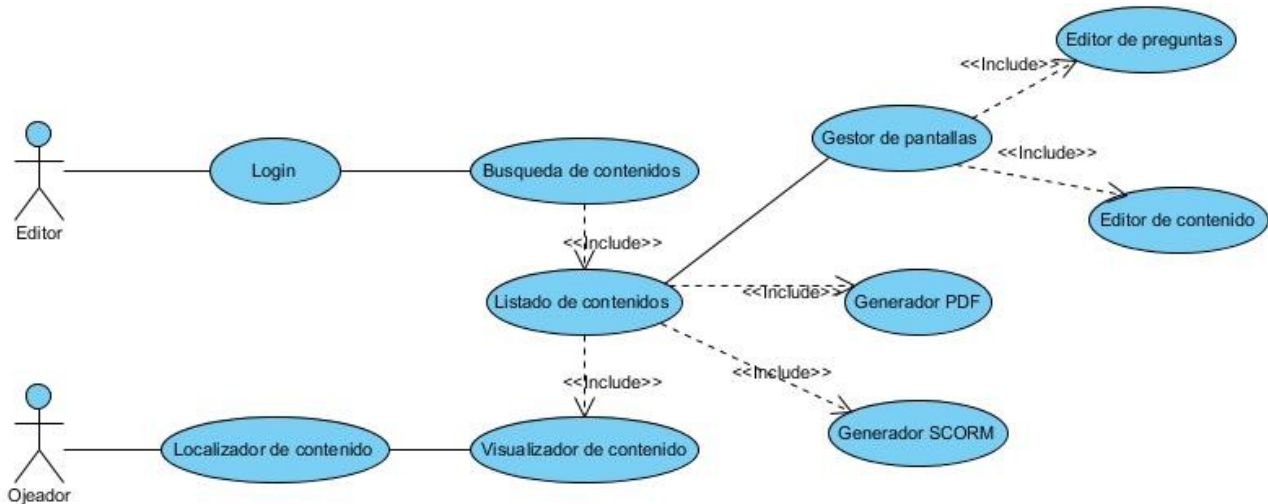 Editor de preguntas
<<Include>>
Gestor de pantallas
<<Include>>
Login
Busqueda de contenidos
Editor de contenido
Editor
<<Include>>
Listado de contenidos
<<Include>>
Generador PDF
<<Include>>
<<Include>>
Generador SCORM
Localizador de contenido
Visualizador de contenido
Ojeador